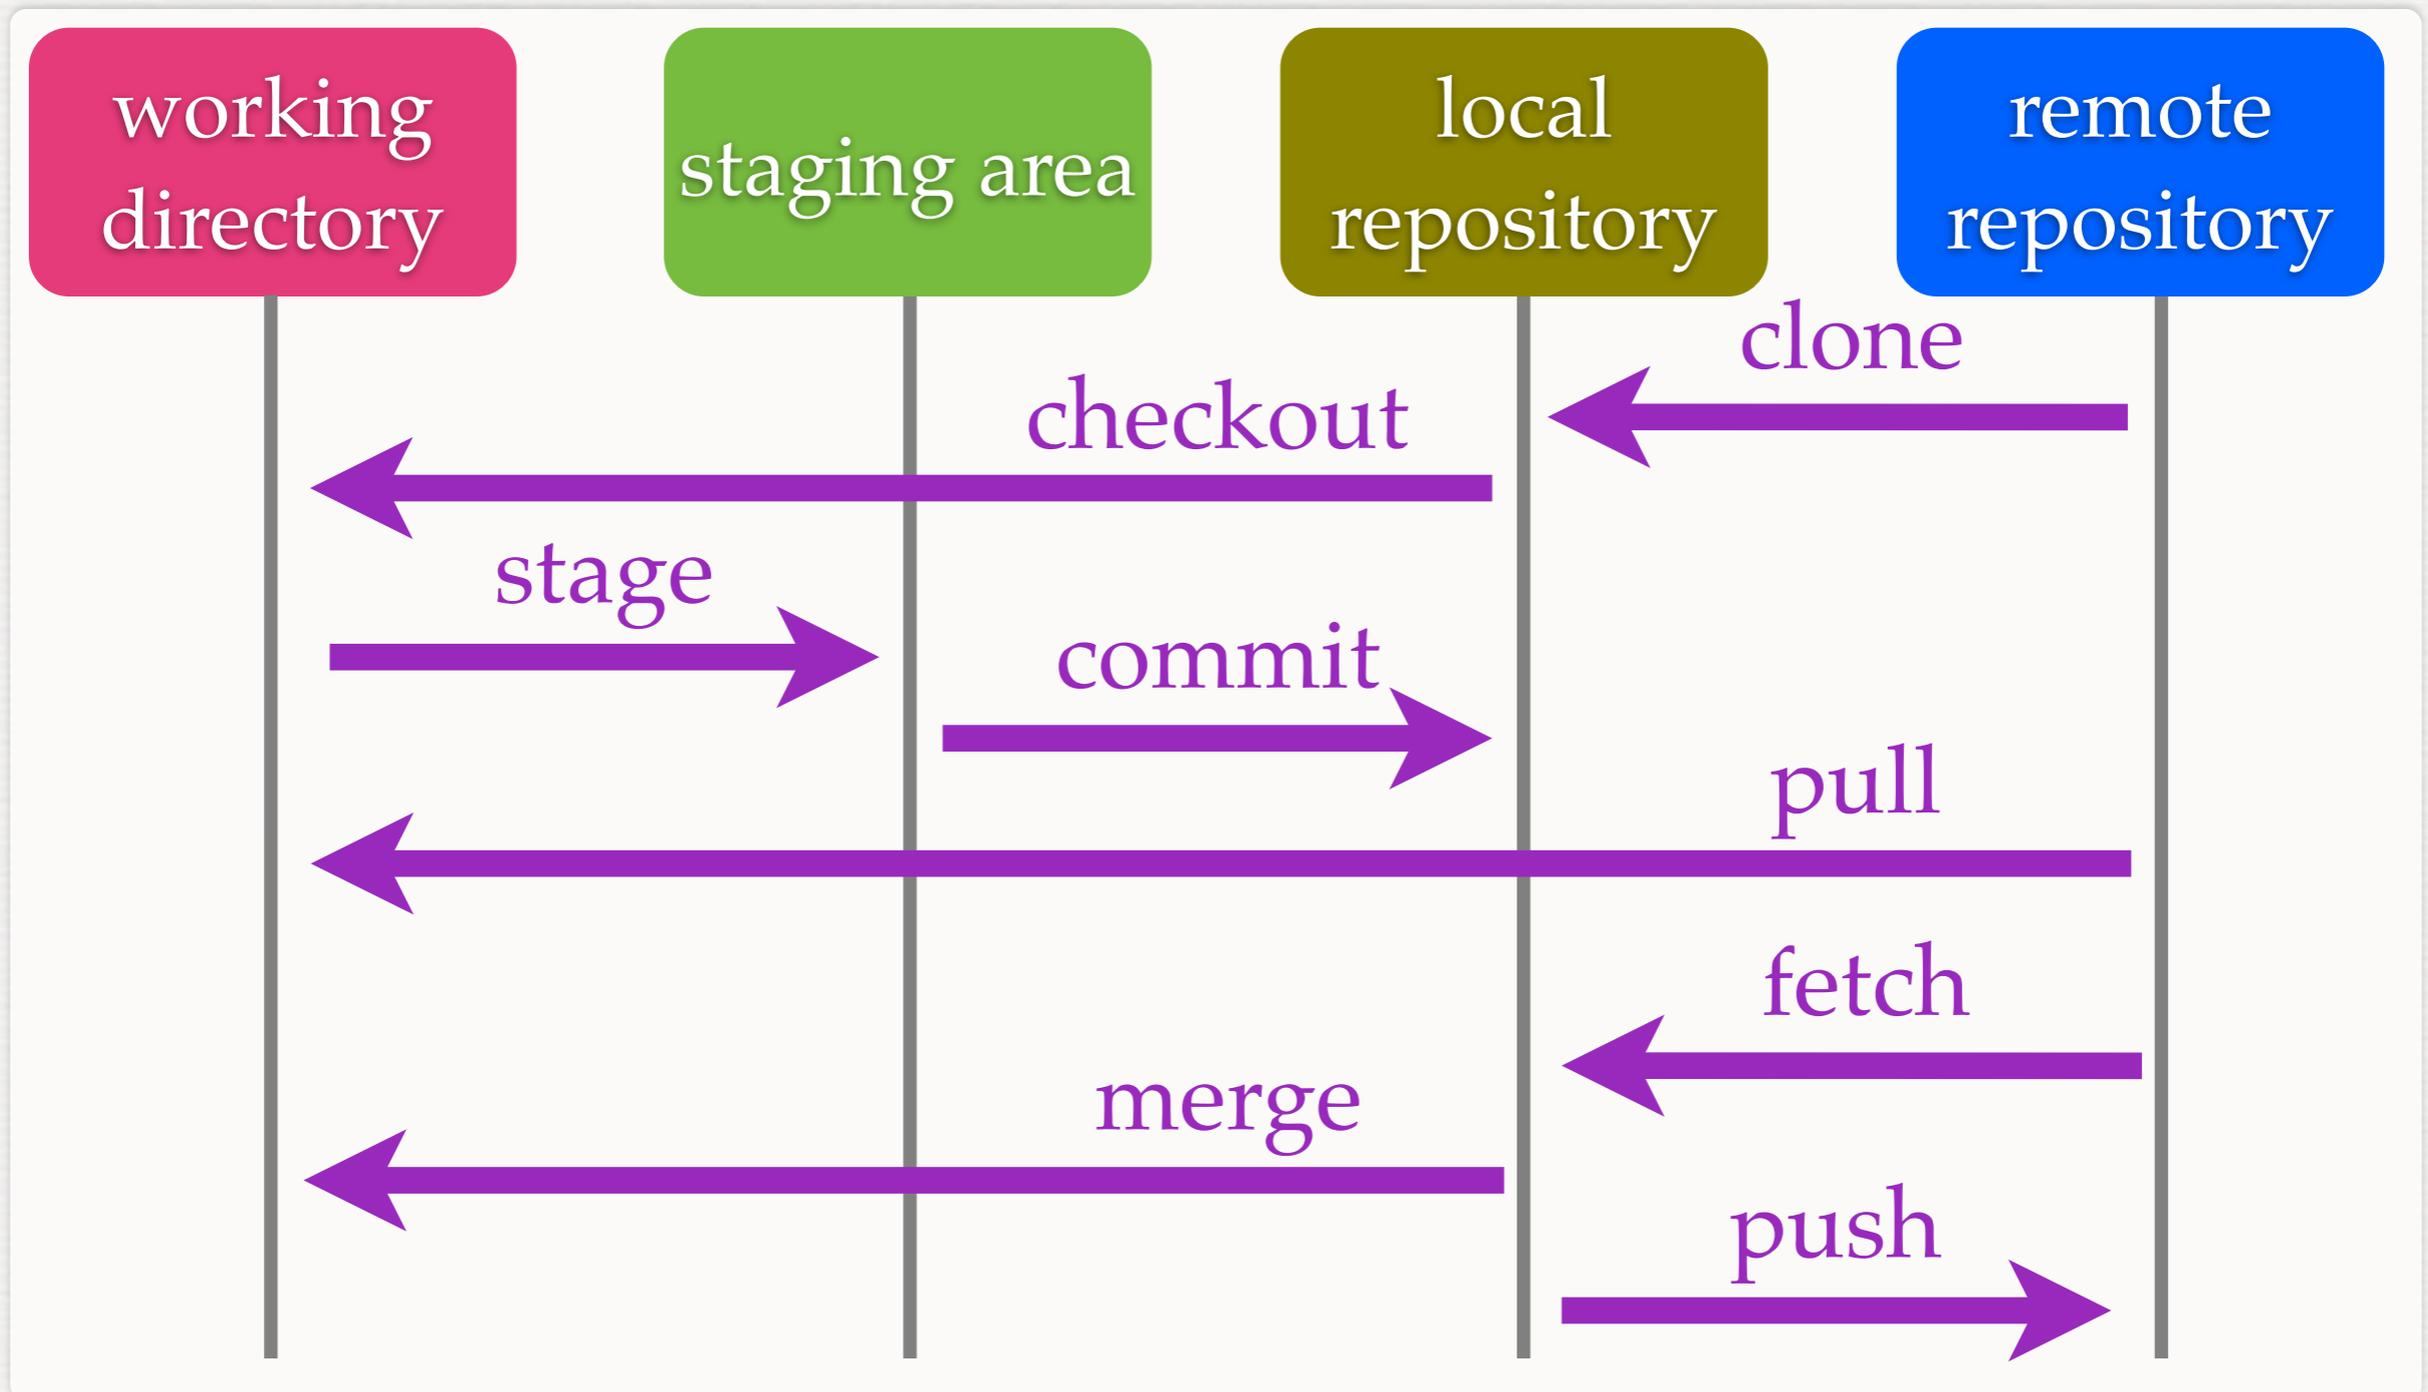 working
directory
staging area
local
repository
remote
repository
clone
checkout
stage
commit
pull
fetch
merge
push